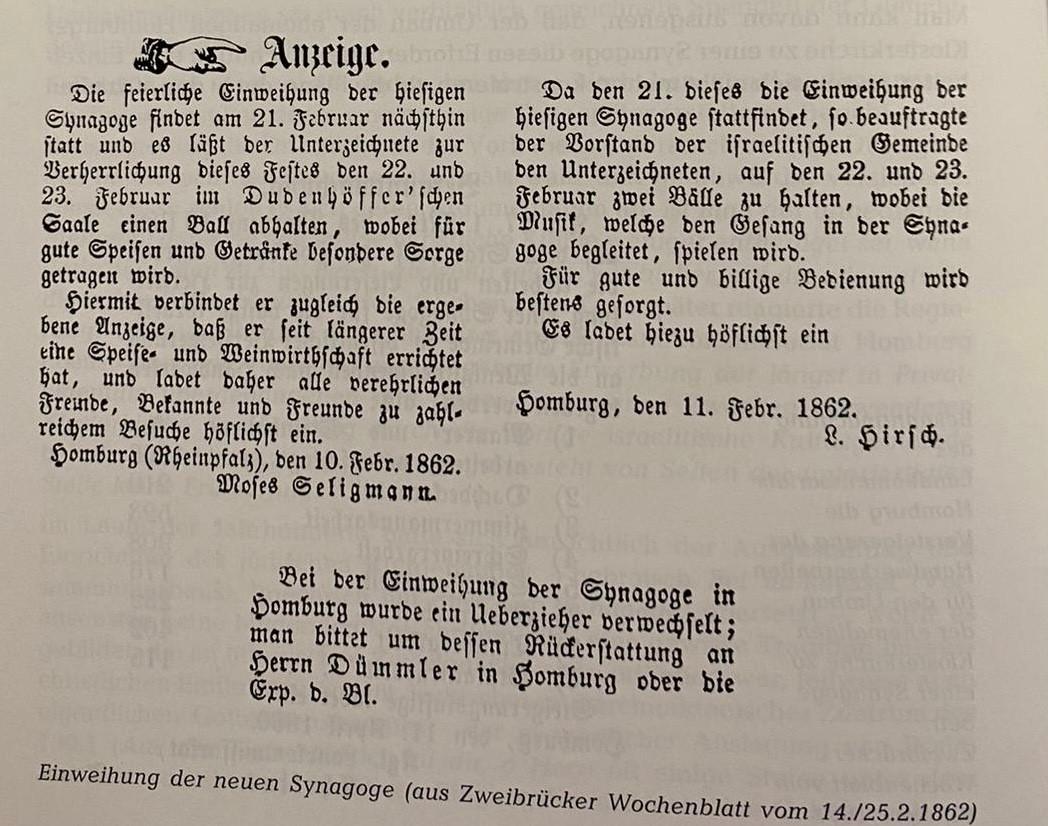 Anzeige.
Die feierliche Einweihung der hiesigen
Synagoge findet am 21. Februar nächsthin
statt und es läßt der Unterzeichnete zur
Verherrlichung dieses Festes den 22. und
23. Februar im Dudenhöffer'schen
Saale einen Ball abhalten, wobei für
gute Speisen und Getränke besondere Sorge
getragen wird.
Hiermit verbindet er zugleich die erge-
bene Anzeige, daß er seit längerer Zeit
eine Speise- und Weinwirthschaft errichtet
hat, und ladet daher alle verehrlichen
Freunde, Bekannte und Freunde zu zahl-
reichem Besuche höflichst ein.
Homburg (Rheinpfalz), den 10. Febr. 1862.
Moses Seligmann.
Da den 21. dieses die Einweihung der
hiesigen Synagoge stattfindet, so beauftragte
der Vorstand der israelitischen Gemeinde
den Unterzeichneten, auf den 22. und 23.
Februar zwei Bälle zu halten, wobei die
Musik, welche den Gesang in der Syna-
goge begleitet, spielen wird.
Für gute und billige Bedienung wird
bestens gesorgt.
Es ladet hiezu höflichst ein
Homburg, den 11. Febr. 1862.
L. Hirsch.
Bei der Einweihung der Synagoge in
Homburg wurde ein Ueberzieher verwechselt;
man bittet um dessen Rückerstattung an
Herrn Dümmler in Homburg oder die
Exp. d. Bl.
Einweihung der neuen Synagoge (aus Zweibrücker Wochenblatt vom 14./25.2.1862)